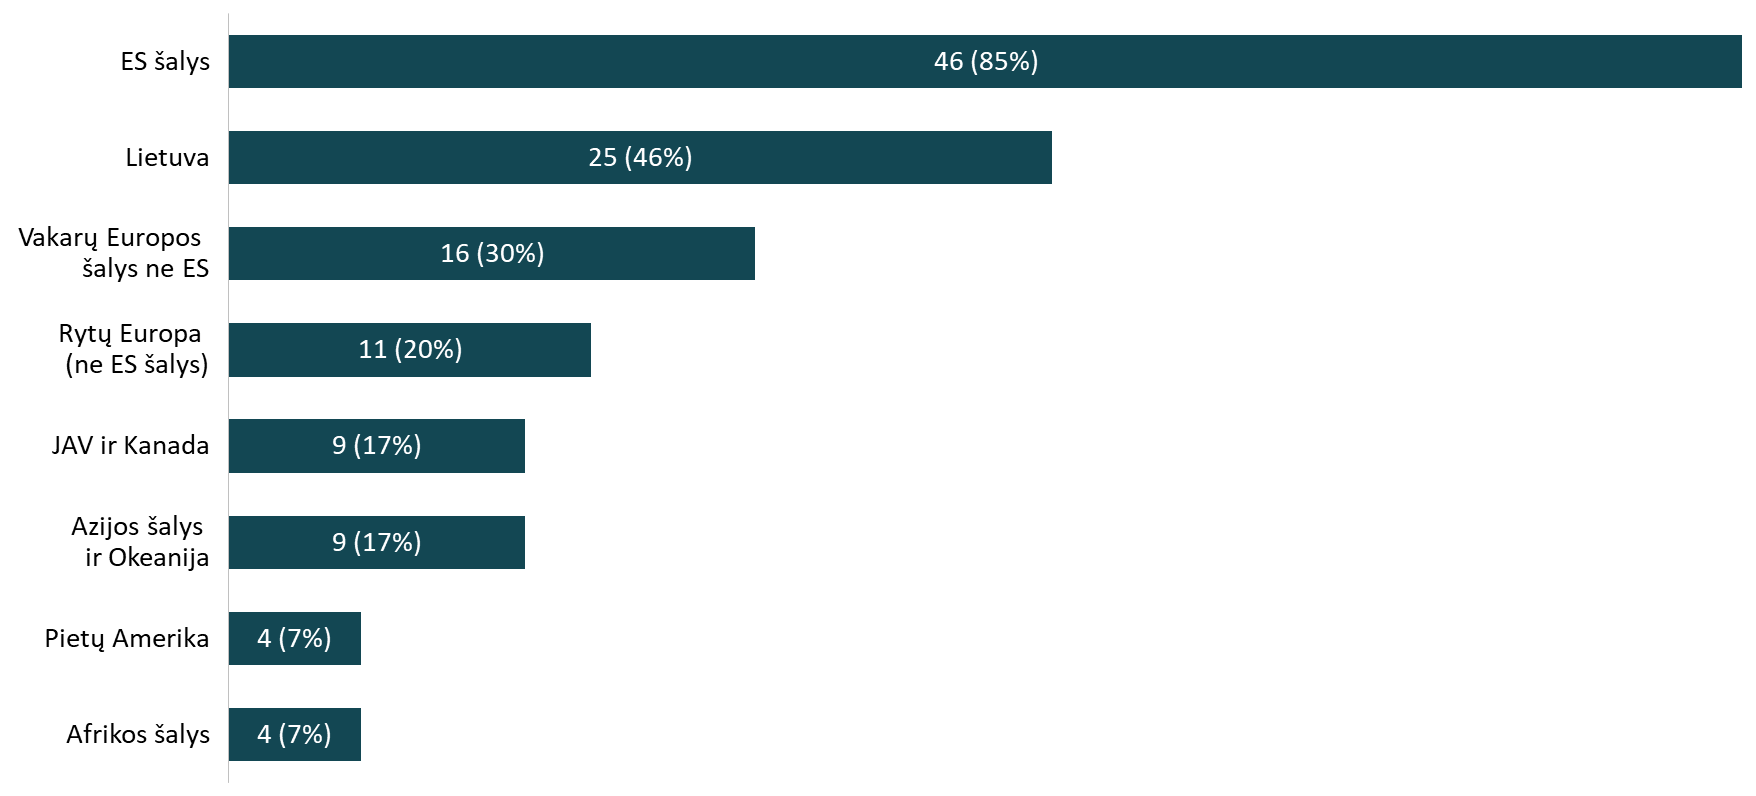 ES šalys
46 (85%)
Lietuva
25 (46%)
Vakarų Europos
šalys ne ES
16 (30%)
Rytų Europa
(ne ES šalys)
11 (20%)
JAV ir Kanada
9 (17%)
Azijos šalys
ir Okeanija
9 (17%)
Pietų Amerika
4 (7%)
Afrikos šalys
4 (7%)